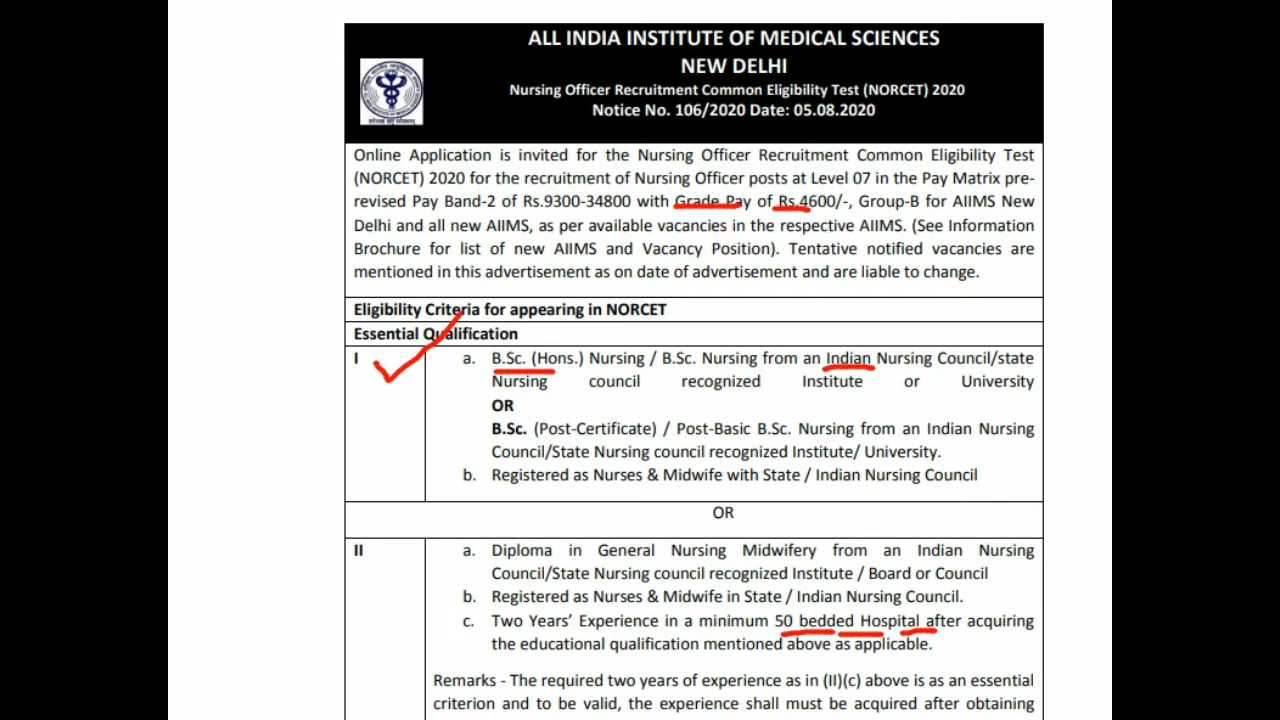 ALL INDIA INSTITUTE OF MEDICAL SCIENCES
NEW DELHI
Nursing Officer Recruitment Common Eligibility Test (NORCET) 2020
Notice No. 106/2020 Date: 05.08.2020
Online Application is invited for the Nursing Officer Recruitment Common Eligibility Test
(NORCET) 2020 for the recruitment of Nursing Officer posts at Level 07 in the Pay Matrix pre-
revised Pay Band-2 of Rs.9300-34800 with Grade Pay of Rs.4600/-, Group-B for AIIMS New
Delhi and all new AIIMS, as per available vacancies in the respective AIIMS. (See Information
Brochure for list of new AIIMS and Vacancy Position). Tentative notified vacancies are
mentioned in this advertisement as on date of advertisement and are liable to change.
Eligibility Criteria for appearing in NORCET
Essential Qualification
I
a. B.Sc. (Hons.) Nursing / B.Sc. Nursing from an Indian Nursing Council/state
Nursing council recognized Institute or University
OR
B.Sc. (Post-Certificate) / Post-Basic B.Sc. Nursing from an Indian Nursing
Council/State Nursing council recognized Institute/ University.
b. Registered as Nurses & Midwife with State / Indian Nursing Council
OR
II
a. Diploma in General Nursing Midwifery from an Indian Nursing
Council/State Nursing council recognized Institute / Board or Council
b. Registered as Nurses & Midwife in State / Indian Nursing Council.
c. Two Years' Experience in a minimum 50 bedded Hospital after acquiring
the educational qualification mentioned above as applicable.
Remarks - The required two years of experience as in (II)(c) above is as an essential
criterion and to be valid, the experience shall must be acquired after obtaining